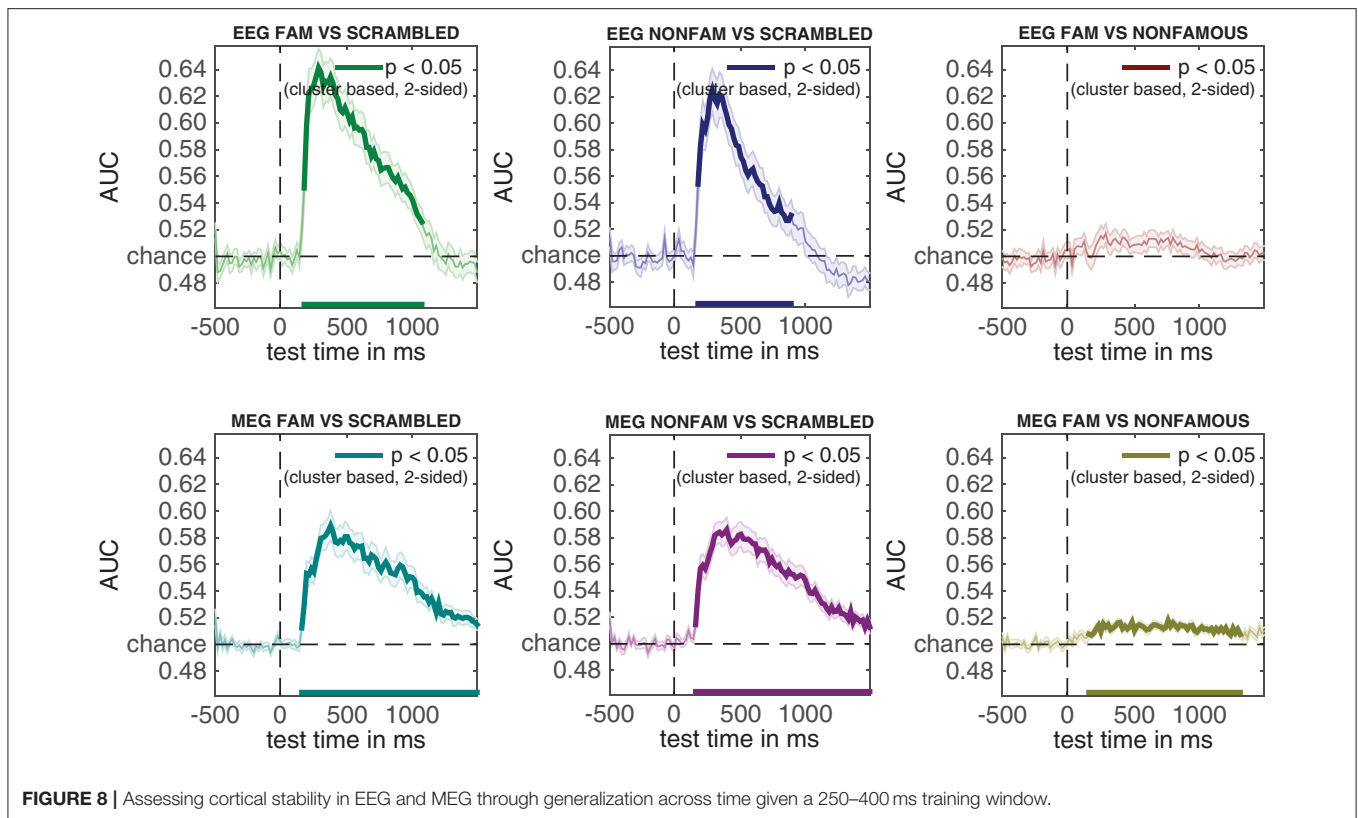 EEG FAM VS SCRAMBLED
0.64
0.62
0.60
0.58
0.56
0.54
0.52
chance
0.48
AUC
p < 0.05
(cluster based, 2-sided)
-500 0 500 1000
test time in ms
EEG NONFAM VS SCRAMBLED
0.64
0.62
0.60
0.58
0.56
0.54
0.52
chance
0.48
AUC
p < 0.05
(cluster based, 2-sided)
-500 0 500 1000
test time in ms
EEG FAM VS NONFAMOUS
0.64
0.62
0.60
0.58
0.56
0.54
0.52
chance
0.48
AUC
p < 0.05
(cluster based, 2-sided)
-500 0 500 1000
test time in ms
MEG FAM VS SCRAMBLED
0.64
0.62
0.60
0.58
0.56
0.54
0.52
chance
0.48
AUC
p < 0.05
(cluster based, 2-sided)
-500 0 500 1000
test time in ms
MEG NONFAM VS SCRAMBLED
0.64
0.62
0.60
0.58
0.56
0.54
0.52
chance
0.48
AUC
p < 0.05
(cluster based, 2-sided)
-500 0 500 1000
test time in ms
MEG FAM VS NONFAMOUS
0.64
0.62
0.60
0.58
0.56
0.54
0.52
chance
0.48
AUC
p < 0.05
(cluster based, 2-sided)
-500 0 500 1000
test time in ms
FIGURE 8 | Assessing cortical stability in EEG and MEG through generalization across time given a 250–400 ms training window.